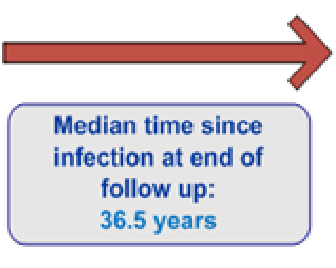 Median time since
infection at end of
follow up:
36.5 years